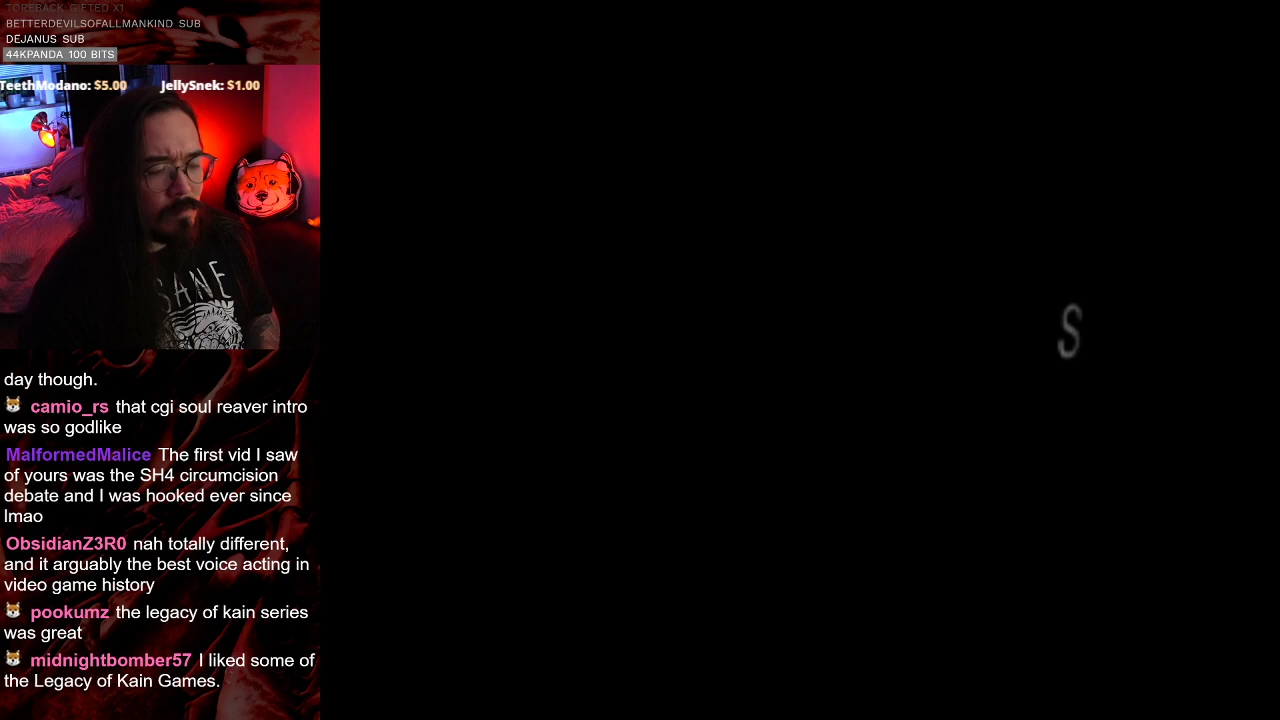 TOREBACK GIFTED X1
BETTERDEVILSOFALLMANKIND SUB
DEJANUS SUB
44KPANDA 100 BITS
TeethModano: $5.00 JellySnek: $1.00
SANE
S
day though.
camio_rs that cgi soul reaver intro
was so godlike
MalformedMalice The first vid I saw
of yours was the SH4 circumcision
debate and I was hooked ever since
lmao
ObsidianZ3R0 nah totally different,
and it arguably the best voice acting in
video game history
pookumz the legacy of kain series
was great
midnightbomber57 I liked some of
the Legacy of Kain Games.